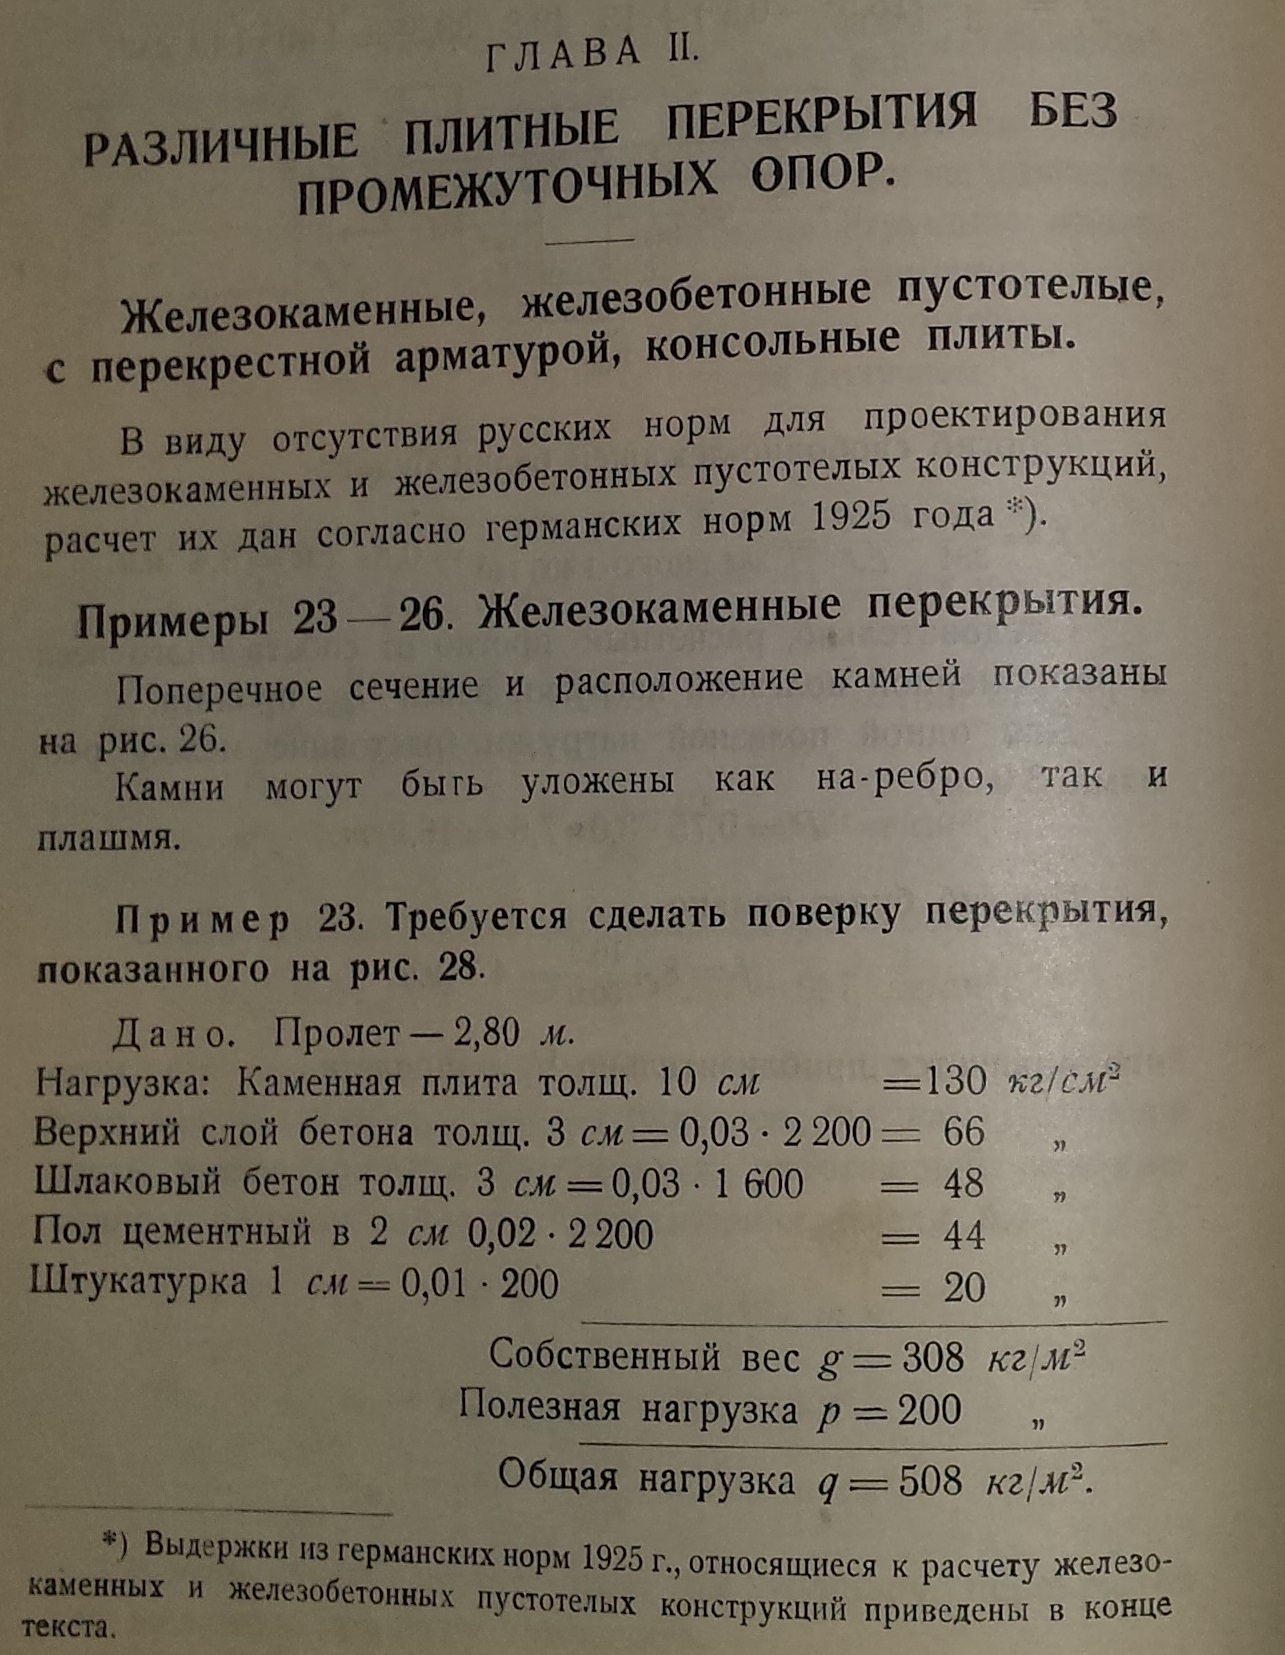 ГЛАВА II.
РАЗЛИЧНЫЕ ПЛИТНЫЕ ПЕРЕКРЫТИЯ БЕЗ
ПРОМЕЖУТОЧНЫХ ОПОР.
Железокаменные, железобетонные пустотелые,
с перекрестной арматурой, консольные плиты.
В виду отсутствия русских норм для проектирования
железокаменных и железобетонных пустотелых конструкций,
расчет их дан согласно германских норм 1925 года *).
Примеры 23—26. Железокаменные перекрытия.
Поперечное сечение и расположение камней показаны
на рис. 26.
Камни могут быть уложены как на-ребро, так и
плашмя.
Пример 23. Требуется сделать поверку перекрытия,
показанного на рис. 28.
Дано. Пролет — 2,80 м.
Нагрузка: Каменная плита толщ. 10 см =130 кг/см²
Верхний слой бетона толщ. 3 см = 0,03 · 2 200 = 66 „
Шлаковый бетон толщ. 3 см = 0,03 · 1 600 = 48 „
Пол цементный в 2 см 0,02 · 2 200 = 44 „
Штукатурка 1 см = 0,01 · 200 = 20 „
Собственный вес g = 308 кг/м²
Полезная нагрузка p = 200 „
Общая нагрузка q = 508 кг/м².
*) Выдержки из германских норм 1925 г., относящиеся к расчету железо-
каменных и железобетонных пустотелых конструкций приведены в конце
текста.